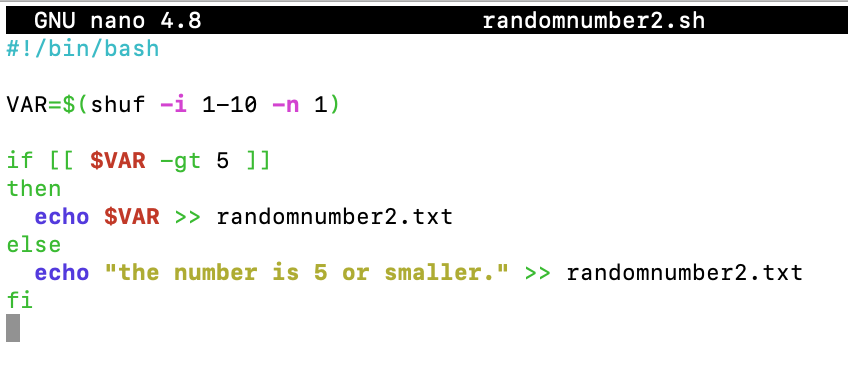 GNU nano 4.8 randomnumber2.sh
#!/bin/bash
VAR=$(shuf -i 1-10 -n 1)
if [[ $VAR -gt 5 ]]
then
  echo $VAR >> randomnumber2.txt
else
  echo "the number is 5 or smaller." >> randomnumber2.txt
fi